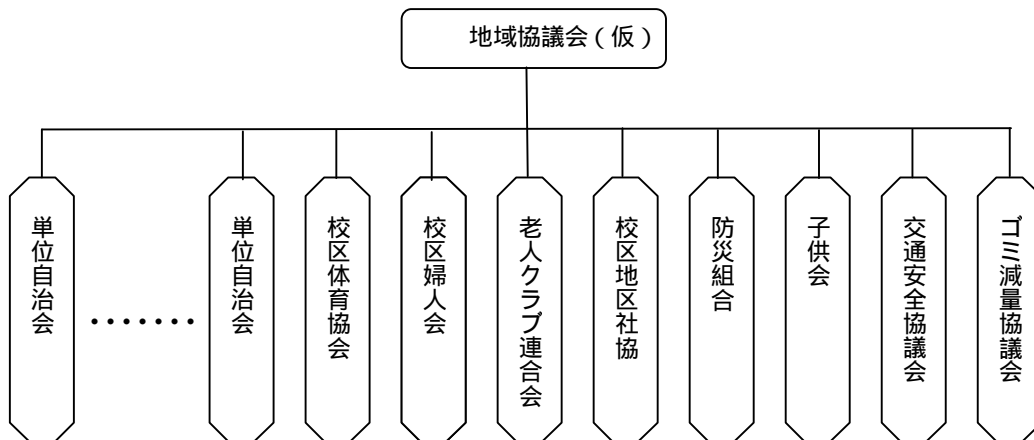 地域協議会（仮）
単位自治会
・・・・・・・
単位自治会
校区体育協会
校区婦人会
老人クラブ連合会
校区地区社協
防災組合
子供会
交通安全協議会
ゴミ減量協議会